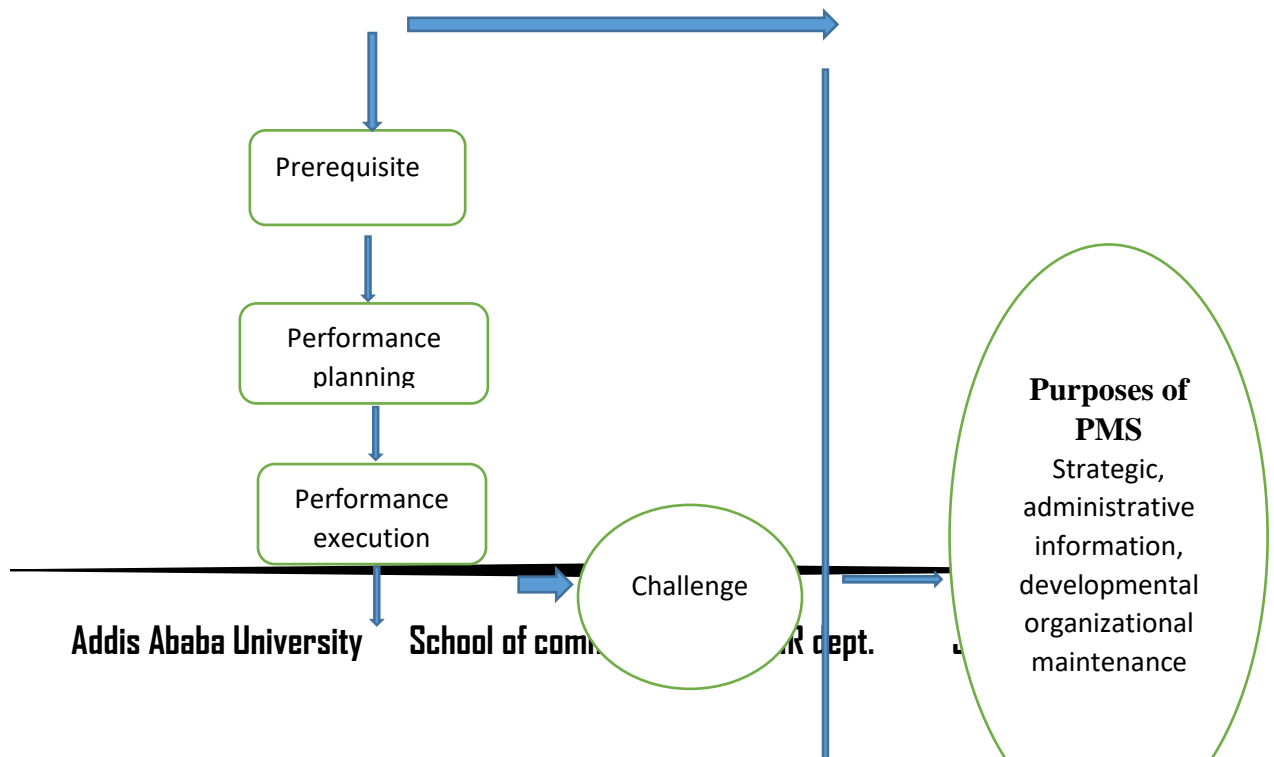 Prerequisite
Performance
planning
Performance
execution
Challenge
Purposes of
PMS
Strategic,
administrative
information,
developmental
organizational
maintenance
Addis Ababa University School of dept.